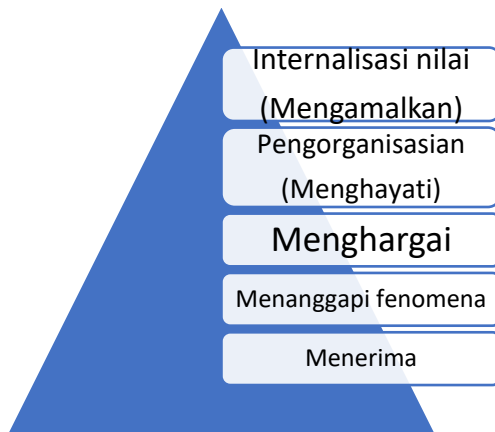 Internalisasi nilai
(Mengamalkan)
Pengorganisasian
(Menghayati)
Menghargai
Menanggapi fenomena
Menerima